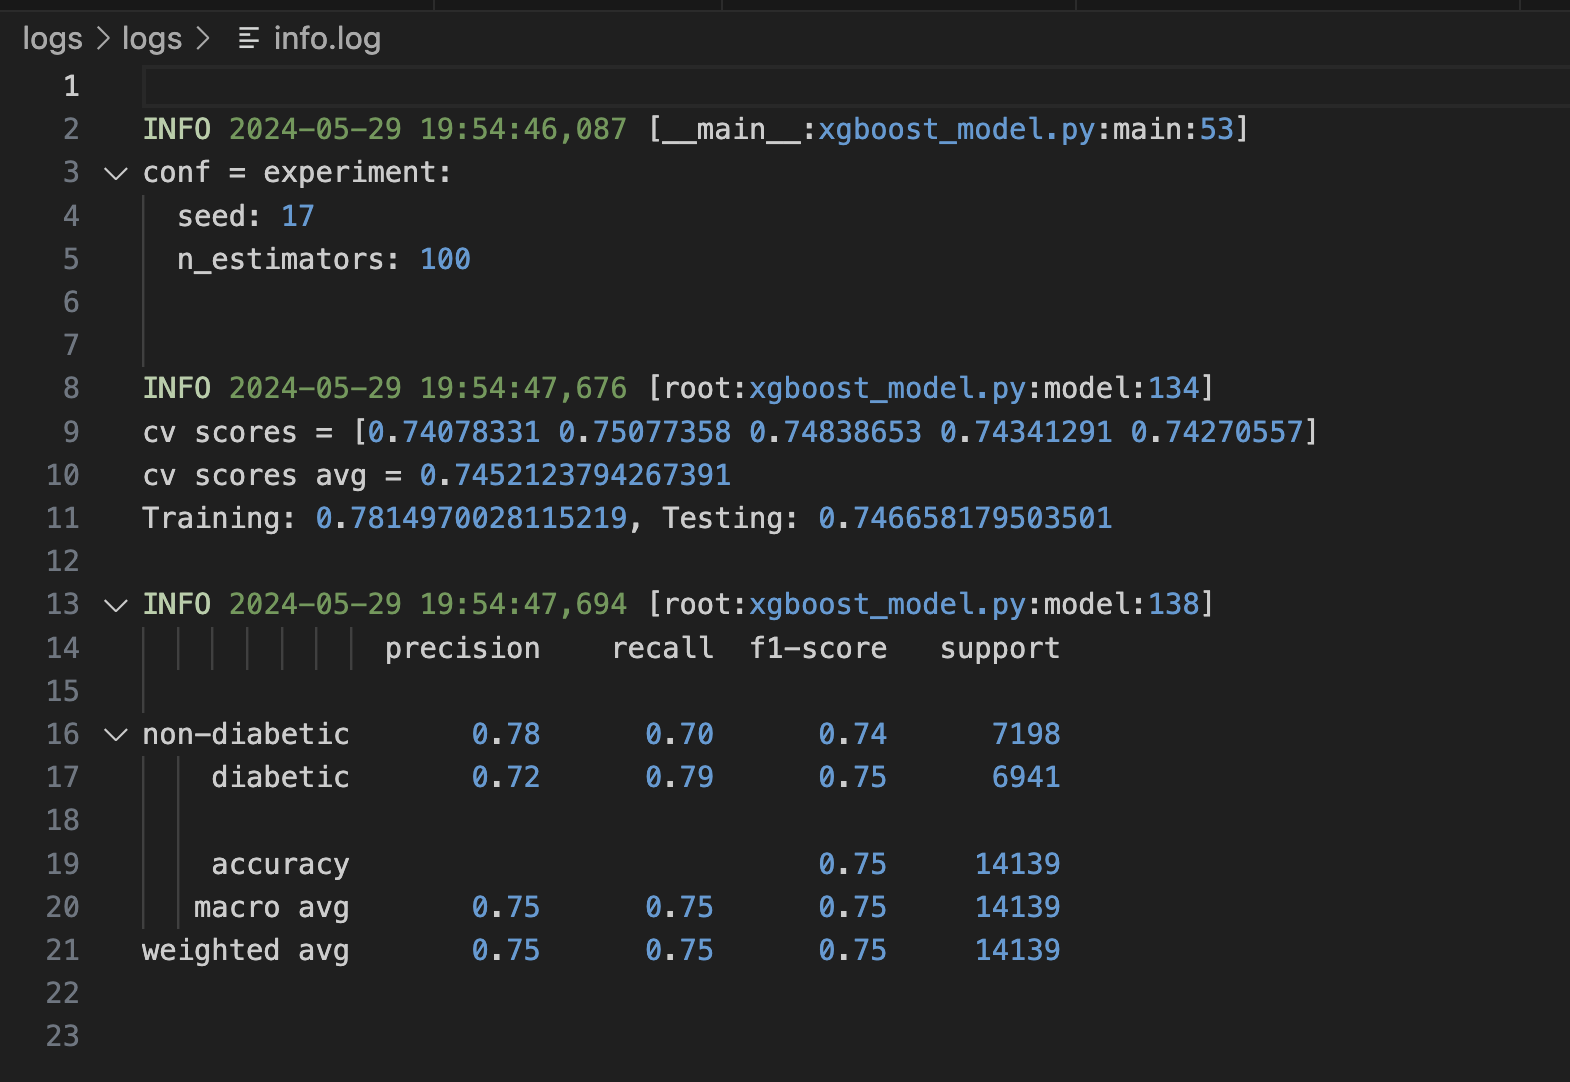 logs > logs > info.log
1
2 INFO 2024-05-29 19:54:46,087 [__main__:xgboost_model.py:main:53]
3 conf = experiment:
4   seed: 17
5   n_estimators: 100
6
7
8 INFO 2024-05-29 19:54:47,676 [root:xgboost_model.py:model:134]
9 cv scores = [0.74078331 0.75077358 0.74838653 0.74341291 0.74270557]
10 cv scores avg = 0.7452123794267391
11 Training: 0.7814970028115219, Testing: 0.746658179503501
12
13 INFO 2024-05-29 19:54:47,694 [root:xgboost_model.py:model:138]
14               precision    recall  f1-score   support
15
16 non-diabetic       0.78      0.70      0.74      7198
17     diabetic       0.72      0.79      0.75      6941
18
19     accuracy                           0.75     14139
20    macro avg       0.75      0.75      0.75     14139
21 weighted avg       0.75      0.75      0.75     14139
22
23